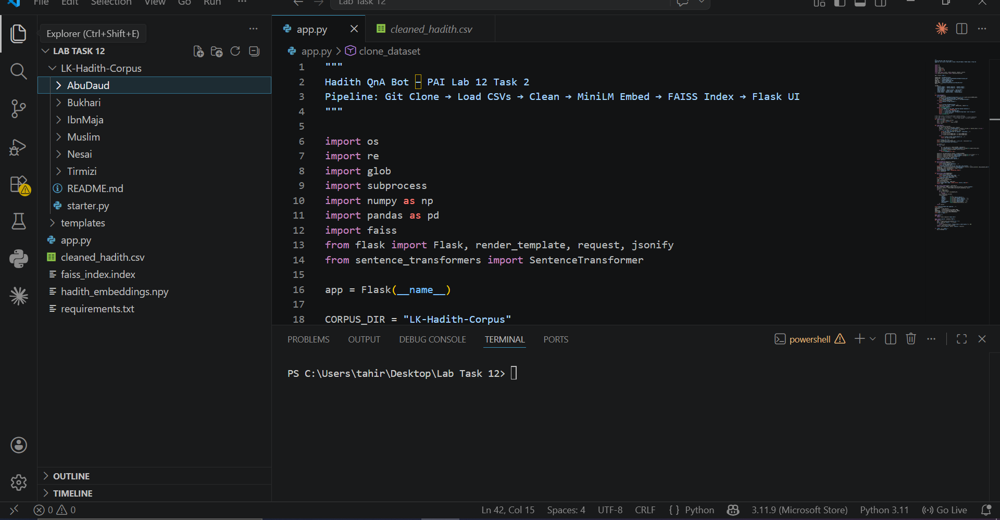 File Edit Selection View Go Run ···
Lab Task 12
Explorer (Ctrl+Shift+E)
LAB TASK 12
LK-Hadith-Corpus
AbuDaud
Bukhari
IbnMaja
Muslim
Nesai
Tirmizi
README.md
starter.py
templates
app.py
cleaned_hadith.csv
faiss_index.index
hadith_embeddings.npy
requirements.txt
OUTLINE
TIMELINE
app.py
cleaned_hadith.csv
app.py > clone_dataset
1 """
2 Hadith QnA Bot – PAI Lab 12 Task 2
3 Pipeline: Git Clone → Load CSVs → Clean → MiniLM Embed → FAISS Index → Flask UI
4 """
5
6 import os
7 import re
8 import glob
9 import subprocess
10 import numpy as np
11 import pandas as pd
12 import faiss
13 from flask import Flask, render_template, request, jsonify
14 from sentence_transformers import SentenceTransformer
15
16 app = Flask(__name__)
17
18 CORPUS_DIR = "LK-Hadith-Corpus"
PROBLEMS OUTPUT DEBUG CONSOLE TERMINAL PORTS
powershell
PS C:\Users\tahir\Desktop\Lab Task 12>
0 0
Ln 42, Col 15 Spaces: 4 UTF-8 CRLF { } Python 3.11.9 (Microsoft Store) Python 3.11 Go Live